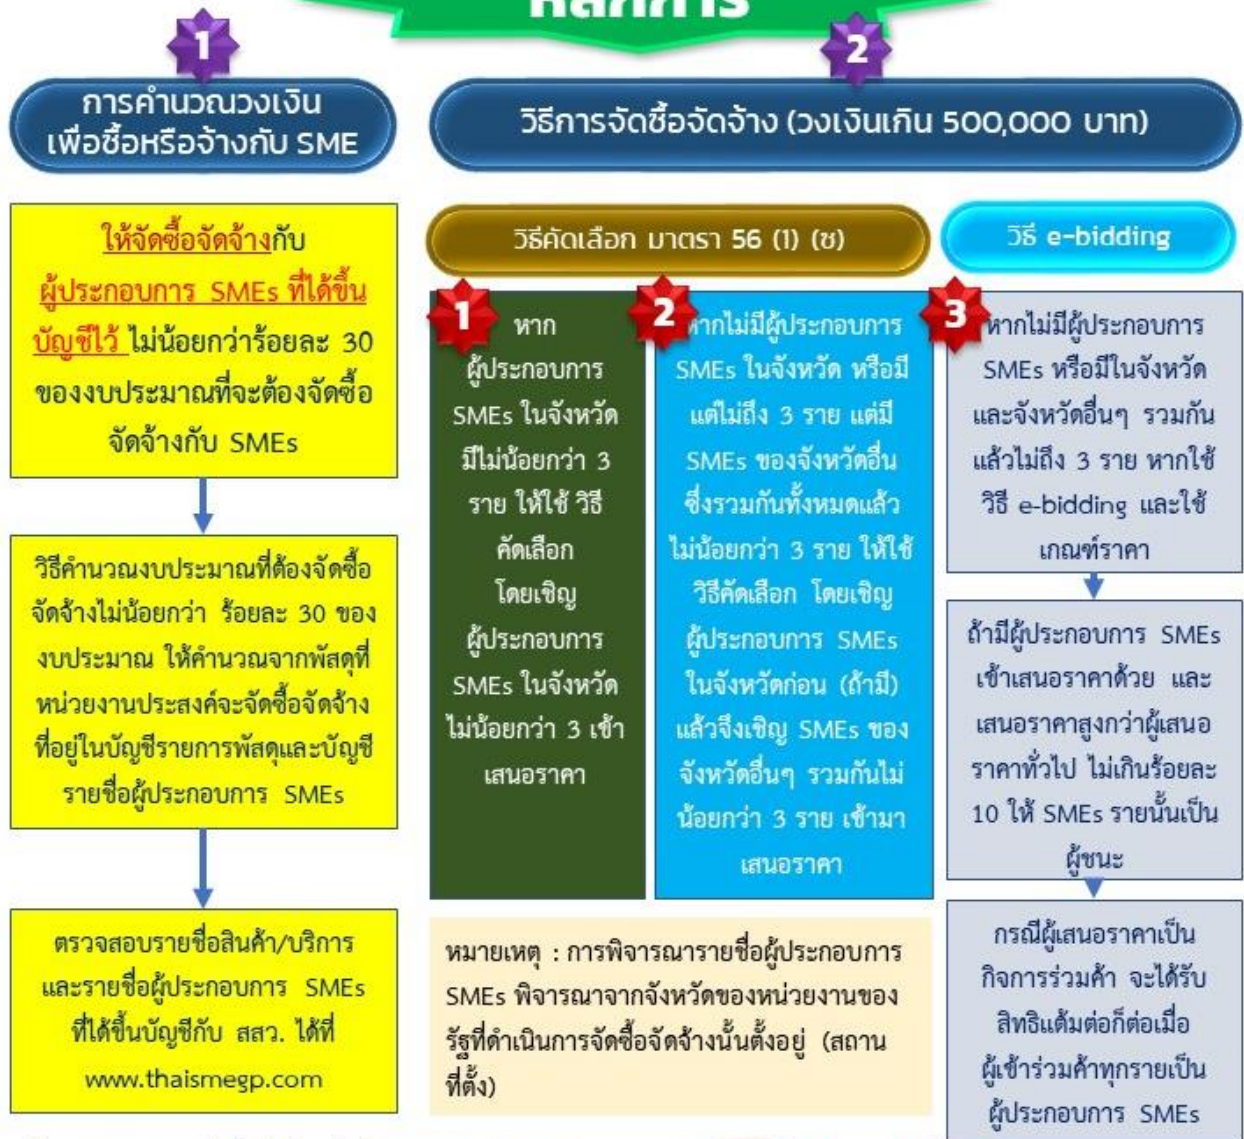 หลักการ
1
การคำนวณวงเงิน
เพื่อซื้อหรือจ้างกับ SME
ให้จัดซื้อจัดจ้างกับ
ผู้ประกอบการ SMEs ที่ได้ขึ้น
บัญชีไว้ ไม่น้อยกว่าร้อยละ 30
ของงบประมาณที่จะต้องจัดซื้อ
จัดจ้างกับ SMEs
วิธีคำนวณงบประมาณที่ต้องจัดซื้อ
จัดจ้างไม่น้อยกว่า ร้อยละ 30 ของ
งบประมาณ ให้คำนวณจากพัสดุที่
หน่วยงานประสงค์จะจัดซื้อจัดจ้าง
ที่อยู่ในบัญชีรายการพัสดุและบัญชี
รายชื่อผู้ประกอบการ SMEs
ตรวจสอบรายชื่อสินค้า/บริการ
และรายชื่อผู้ประกอบการ SMEs
ที่ได้ขึ้นบัญชีกับ สสว. ได้ที่
www.thaismegp.com
2
วิธีการจัดซื้อจัดจ้าง (วงเงินเกิน 500,000 บาท)
วิธีคัดเลือก มาตรา 56 (1) (ซ)
1
หาก
ผู้ประกอบการ
SMEs ในจังหวัด
มีไม่น้อยกว่า 3
ราย ให้ใช้ วิธี
คัดเลือก
โดยเชิญ
ผู้ประกอบการ
SMEs ในจังหวัด
ไม่น้อยกว่า 3 เข้า
เสนอราคา
2
หากไม่มีผู้ประกอบการ
SMEs ในจังหวัด หรือมี
แต่ไม่ถึง 3 ราย แต่มี
SMEs ของจังหวัดอื่น
ซึ่งรวมกันทั้งหมดแล้ว
ไม่น้อยกว่า 3 ราย ให้ใช้
วิธีคัดเลือก โดยเชิญ
ผู้ประกอบการ SMEs
ในจังหวัดก่อน (ถ้ามี)
แล้วจึงเชิญ SMEs ของ
จังหวัดอื่นๆ รวมกันไม่
น้อยกว่า 3 ราย เข้ามา
เสนอราคา
หมายเหตุ : การพิจารณารายชื่อผู้ประกอบการ
SMEs พิจารณาจากจังหวัดของหน่วยงานของ
รัฐที่ดำเนินการจัดซื้อจัดจ้างนั้นตั้งอยู่ (สถาน
ที่ตั้ง)
วิธี e-bidding
3
หากไม่มีผู้ประกอบการ
SMEs หรือมีในจังหวัด
และจังหวัดอื่นๆ รวมกัน
แล้วไม่ถึง 3 ราย หากใช้
วิธี e-bidding และใช้
เกณฑ์ราคา
ถ้ามีผู้ประกอบการ SMEs
เข้าเสนอราคาด้วย และ
เสนอราคาสูงกว่าผู้เสนอ
ราคาทั่วไป ไม่เกินร้อยละ
10 ให้ SMEs รายนั้นเป็น
ผู้ชนะ
กรณีผู้เสนอราคาเป็น
กิจการร่วมค้า จะได้รับ
สิทธิแต้มต่อก็ต่อเมื่อ
ผู้เข้าร่วมค้าทุกรายเป็น
ผู้ประกอบการ SMEs